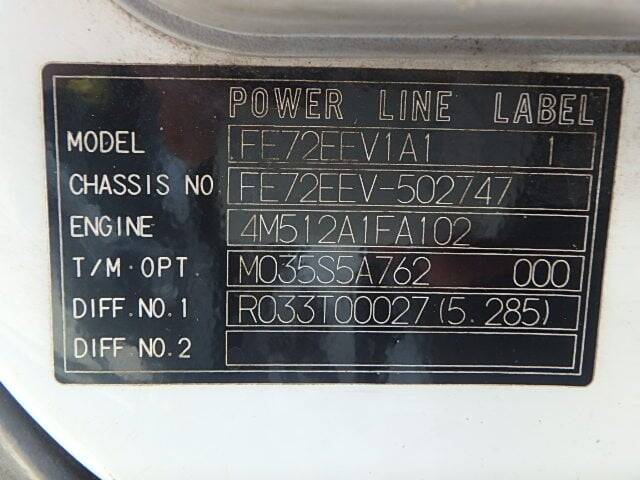 POWER LINE LABEL
MODEL FE72EEV1A1 1
CHASSIS NO FE72EEV-502747
ENGINE 4M512A1FA102
T/M·OPT M035S5A762 000
DIFF.NO.1 R033T00027(5.285)
DIFF.NO.2